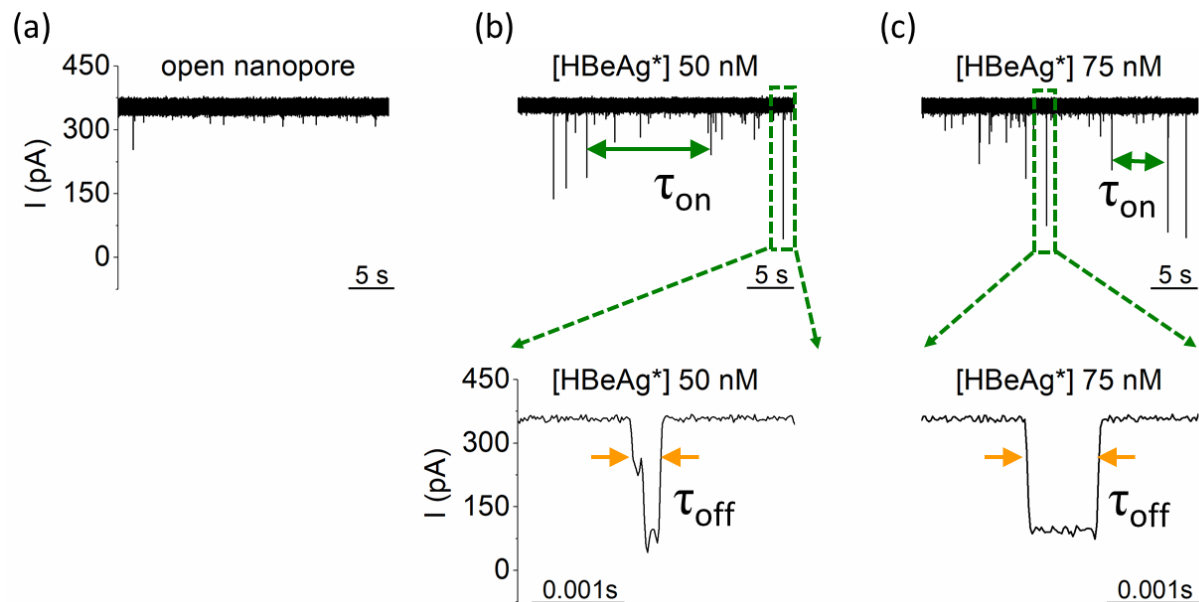 (a)
450
300
150
0
I (pA)
open nanopore
5 s
(b)
[HBeAg*] 50 nM
τon
5 s
(c)
[HBeAg*] 75 nM
τon
5 s
450
300
150
0
I (pA)
[HBeAg*] 50 nM
τoff
0.001s
[HBeAg*] 75 nM
τoff
0.001s